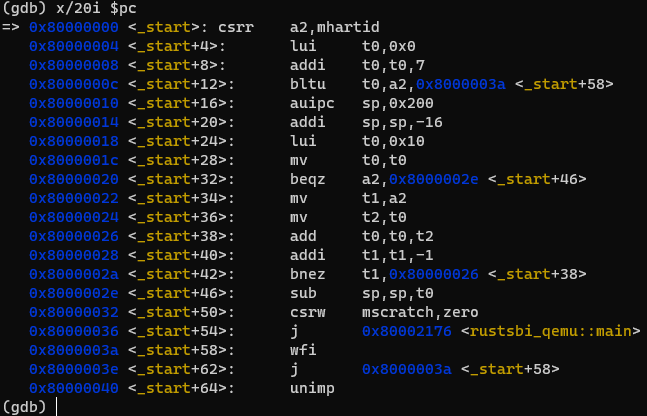 (gdb) x/20i $pc
=> 0x80000000 <_start>: csrr a2,mhartid
0x80000004 <_start+4>: lui t0,0x0
0x80000008 <_start+8>: addi t0,t0,7
0x8000000c <_start+12>: bltu t0,a2,0x8000003a <_start+58>
0x80000010 <_start+16>: auipc sp,0x200
0x80000014 <_start+20>: addi sp,sp,-16
0x80000018 <_start+24>: lui t0,0x10
0x8000001c <_start+28>: mv t0,t0
0x80000020 <_start+32>: beqz a2,0x8000002e <_start+46>
0x80000022 <_start+34>: mv t1,a2
0x80000024 <_start+36>: mv t2,t0
0x80000026 <_start+38>: add t0,t0,t2
0x80000028 <_start+40>: addi t1,t1,-1
0x8000002a <_start+42>: bnez t1,0x80000026 <_start+38>
0x8000002e <_start+46>: sub sp,sp,t0
0x80000032 <_start+50>: csrw mscratch,zero
0x80000036 <_start+54>: j 0x80002176 <rustsbi_qemu::main>
0x8000003a <_start+58>: wfi
0x8000003e <_start+62>: j 0x8000003a <_start+58>
0x80000040 <_start+64>: unimp
(gdb)